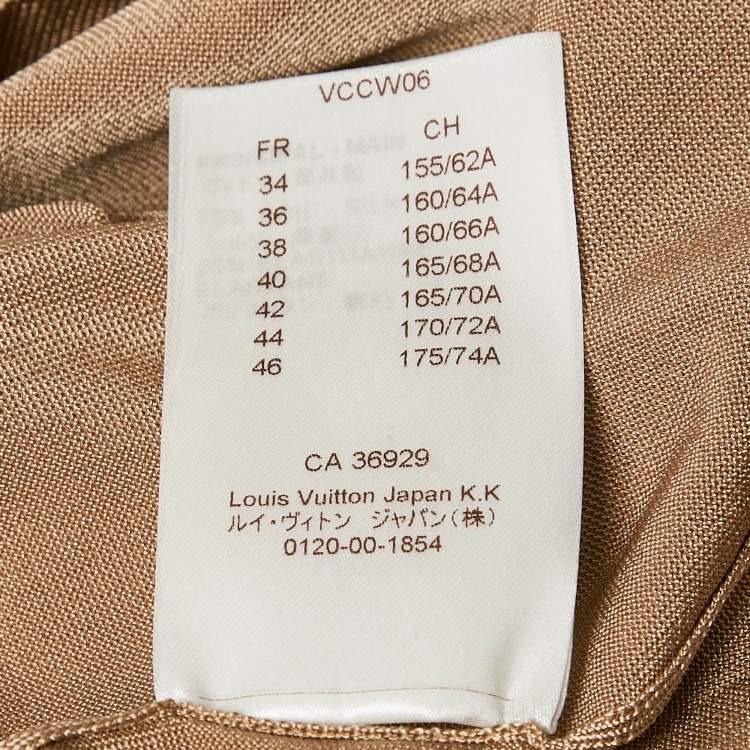 VCCW06
FR CH
34 155/62A
36 160/64A
38 160/66A
40 165/68A
42 165/70A
44 170/72A
46 175/74A
CA 36929
Louis Vuitton Japan K.K
ルイ・ヴィトン ジャパン(株)
0120-00-1854